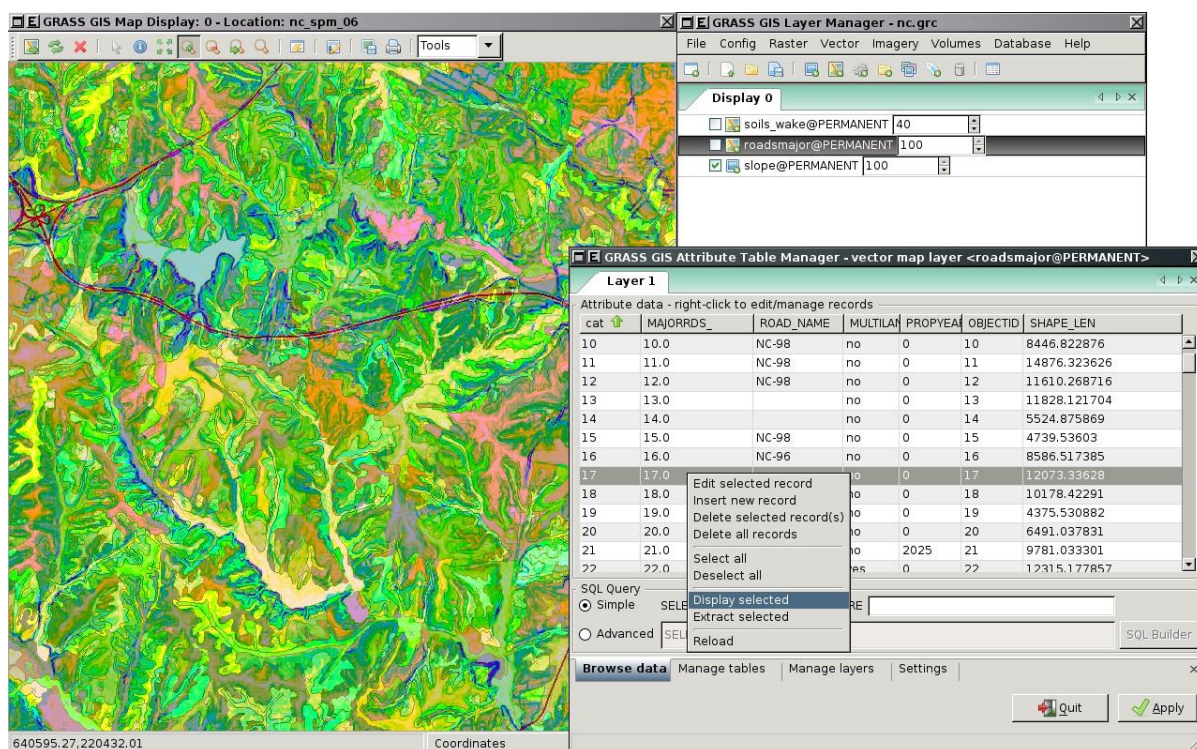 GRASS GIS Map Display: 0 - Location: nc_spm_06
Tools
640595.27,220432.01
Coordinates
GRASS GIS Layer Manager - nc.grc
File Config Raster Vector Imagery Volumes Database Help
Display 0
soils_wake@PERMANENT 40
roadsmajor@PERMANENT 100
slope@PERMANENT 100
GRASS GIS Attribute Table Manager - vector map layer <roadsmajor@PERMANENT>
Layer 1
Attribute data - right-click to edit/manage records
cat MAJORRDS_ ROAD_NAME MULTILAN PROPYEAR OBJECTID SHAPE_LEN
10 10.0 NC-98 no 0 10 8446.822876
11 11.0 NC-98 no 0 11 14876.323626
12 12.0 NC-98 no 0 12 11610.268716
13 13.0 no 0 13 11828.121704
14 14.0 no 0 14 5524.875869
15 15.0 NC-98 no 0 15 4739.53603
16 16.0 NC-96 no 0 16 8586.517385
17 17.0 no 0 17 12073.33628
18 18.0 no 0 18 10178.42291
19 19.0 no 0 19 4375.530882
20 20.0 no 0 20 6491.037831
21 21.0 no 2025 21 9781.033301
22 22.0 yes 0 22 12315.177857
Edit selected record
Insert new record
Delete selected record(s)
Delete all records
Select all
Deselect all
Display selected
Extract selected
Reload
SQL Query
Simple SELE RE
Advanced SEL SQL Builder
Browse data Manage tables Manage layers Settings
Quit Apply